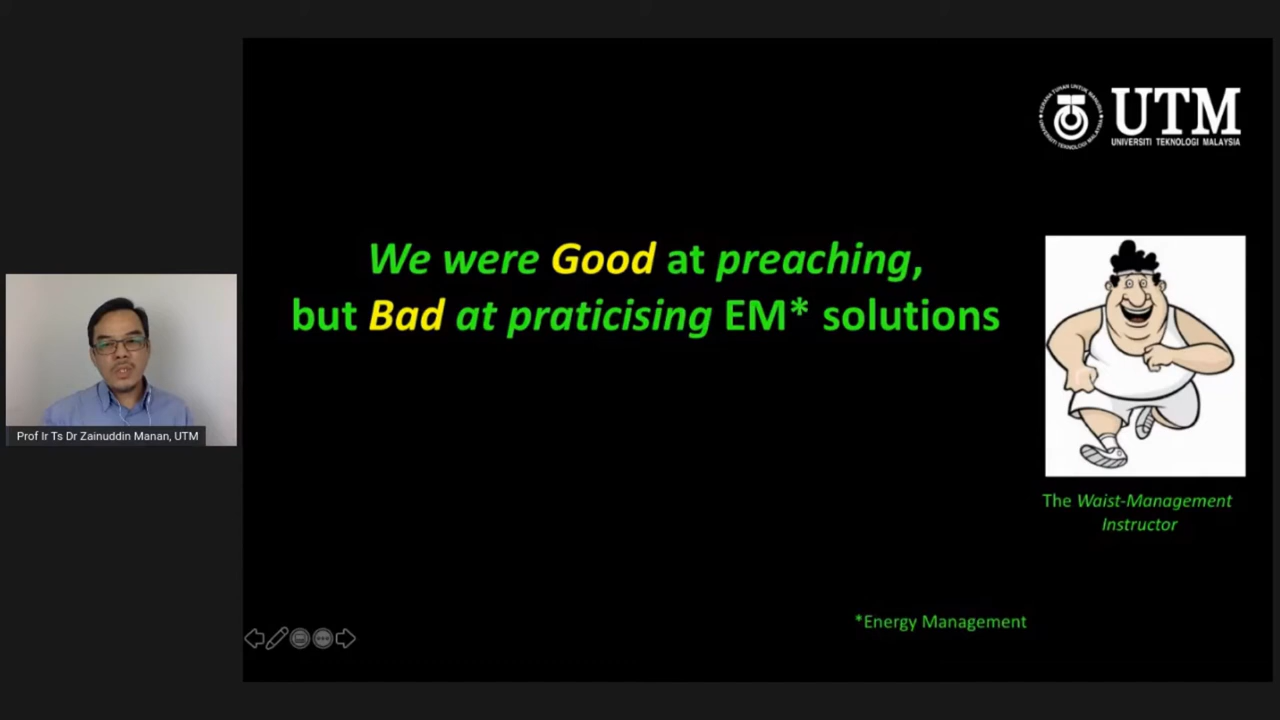 UTM
UNIVERSITI TEKNOLOGI MALAYSIA
We were Good at preaching,
but Bad at praticising EM* solutions
Prof Ir Ts Dr Zainuddin Manan, UTM
The Waist-Management
Instructor
*Energy Management